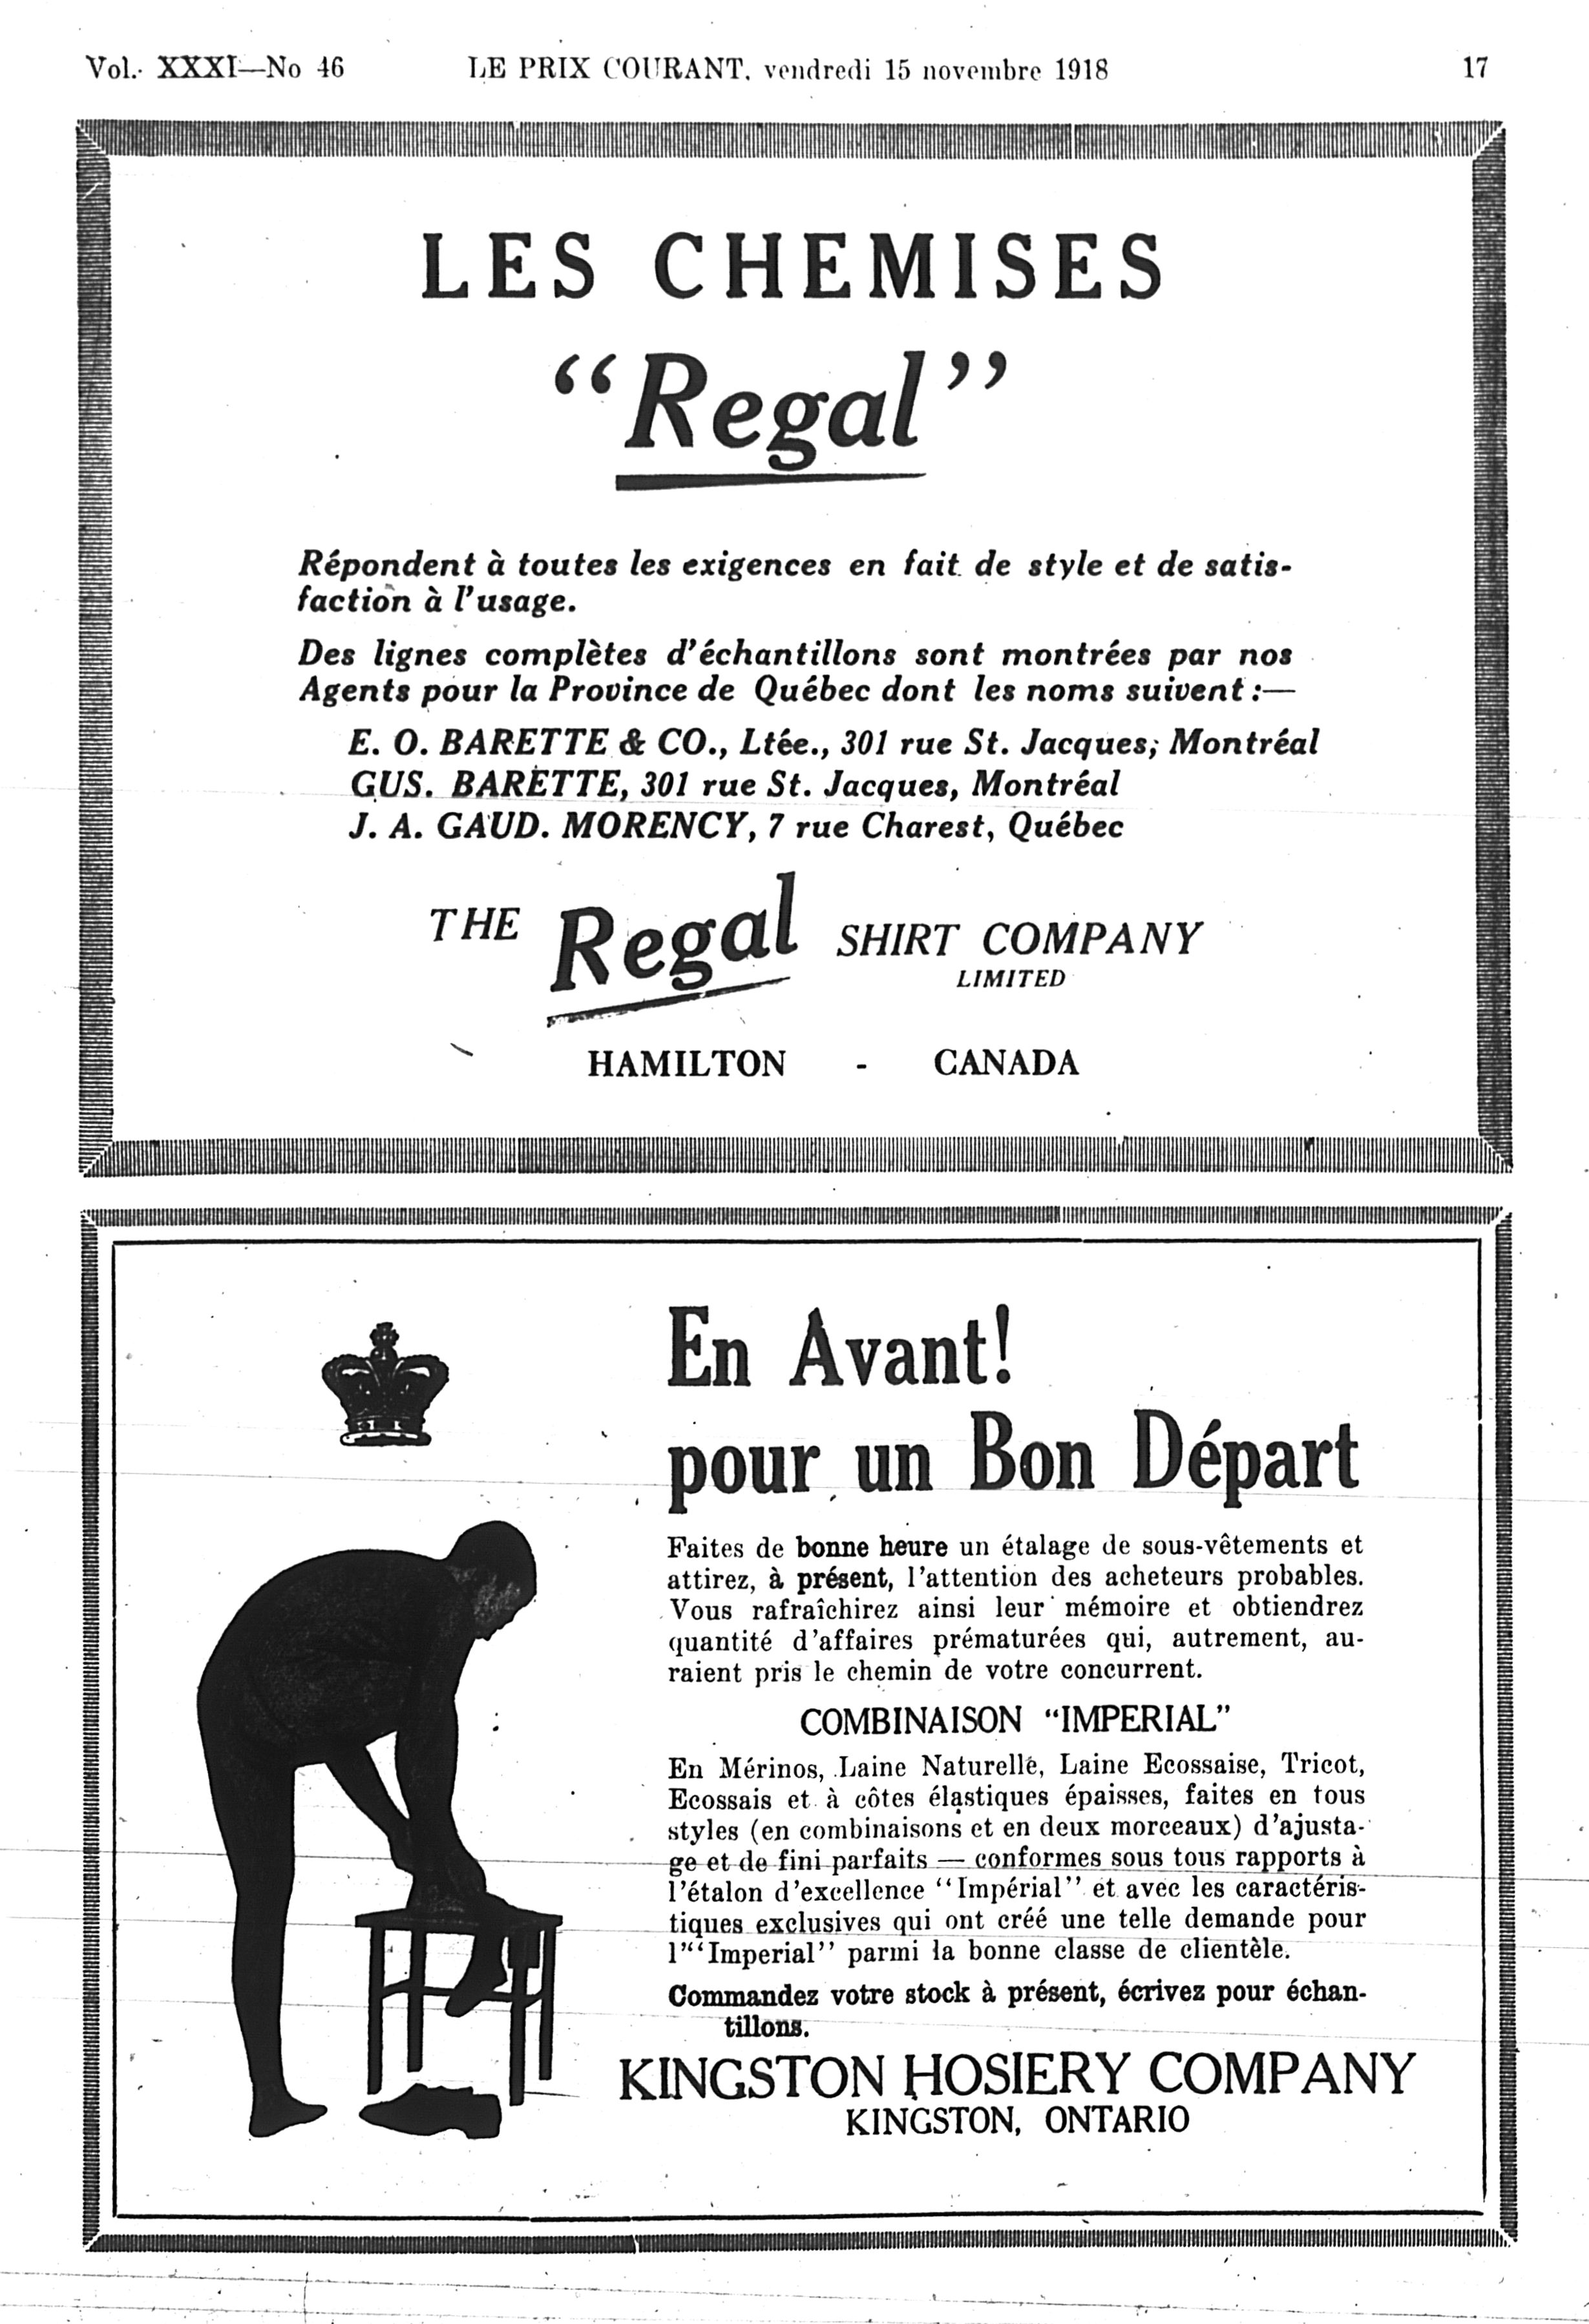 Vol. XXXI—No 46 LE PRIX COURANT, vendredi 15 novembre 1918 17
LES CHEMISES
“Regal”
Répondent à toutes les exigences en fait de style et de satis-
faction à l'usage.
Des lignes complètes d'échantillons sont montrées par nos
Agents pour la Province de Québec dont les noms suivent :—
E. O. BARETTE & CO., Ltée., 301 rue St. Jacques, Montréal
GUS. BARETTE, 301 rue St. Jacques, Montréal
J. A. GAUD. MORENCY, 7 rue Charest, Québec
THE Regal SHIRT COMPANY
LIMITED
HAMILTON - CANADA
En Avant!
pour un Bon Départ
Faites de bonne heure un étalage de sous-vêtements et
attirez, à présent, l'attention des acheteurs probables.
Vous rafraîchirez ainsi leur mémoire et obtiendrez
quantité d'affaires prématurées qui, autrement, au-
raient pris le chemin de votre concurrent.
COMBINAISON “IMPERIAL”
En Mérinos, Laine Naturelle, Laine Ecossaise, Tricot,
Ecossais et à côtes élastiques épaisses, faites en tous
styles (en combinaisons et en deux morceaux) d'ajusta-
ge et de fini parfaits — conformes sous tous rapports à
l'étalon d'excellence “Impérial” et avec les caractéris-
tiques exclusives qui ont créé une telle demande pour
l'“‘Imperial” parmi la bonne classe de clientèle.
Commandez votre stock à présent, écrivez pour échan-
tillons.
KINGSTON HOSIERY COMPANY
KINGSTON, ONTARIO